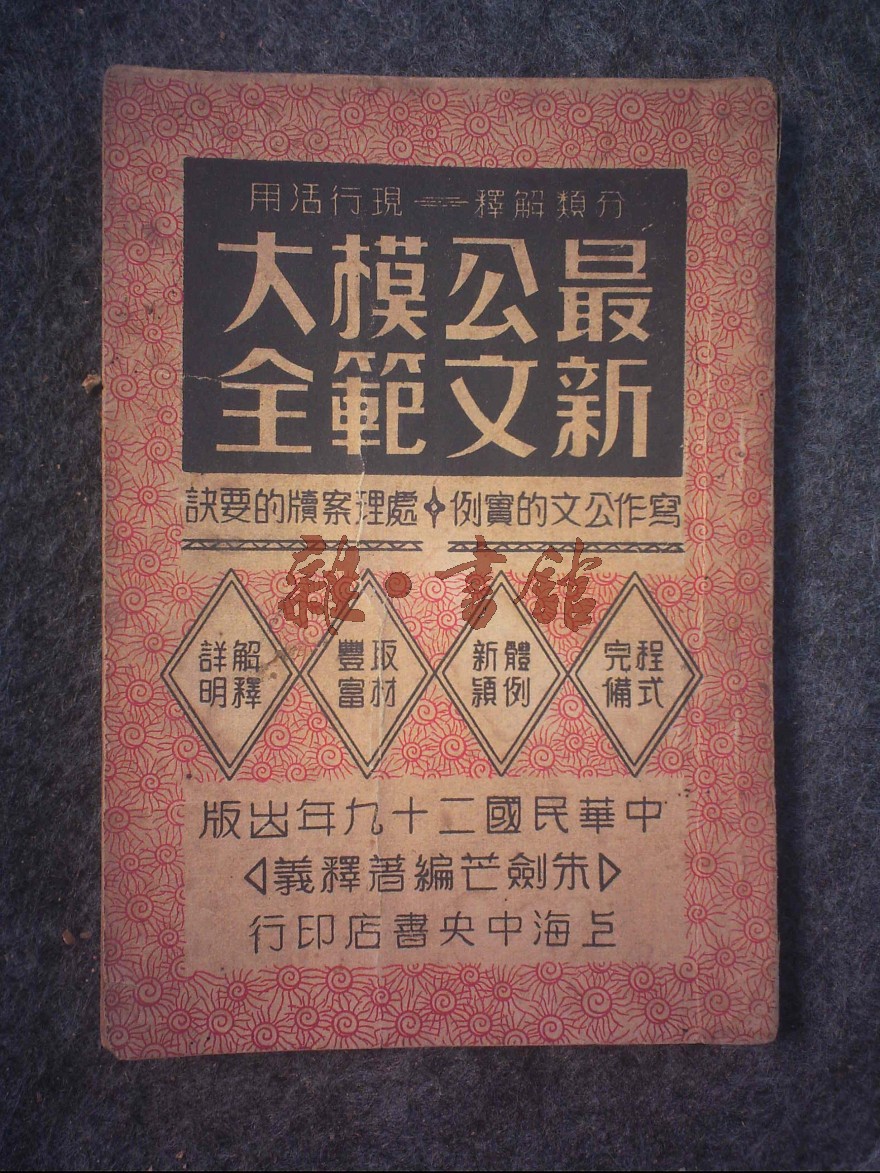 分類解釋——現行活用
最新公文模範大全
寫作公文的實例 處理案牘的要訣
雜·書館
程式完備
體例新穎
取材豐富
解釋詳明
中華民國二十九年出版
朱劍芒編著釋義
上海中央書店印行